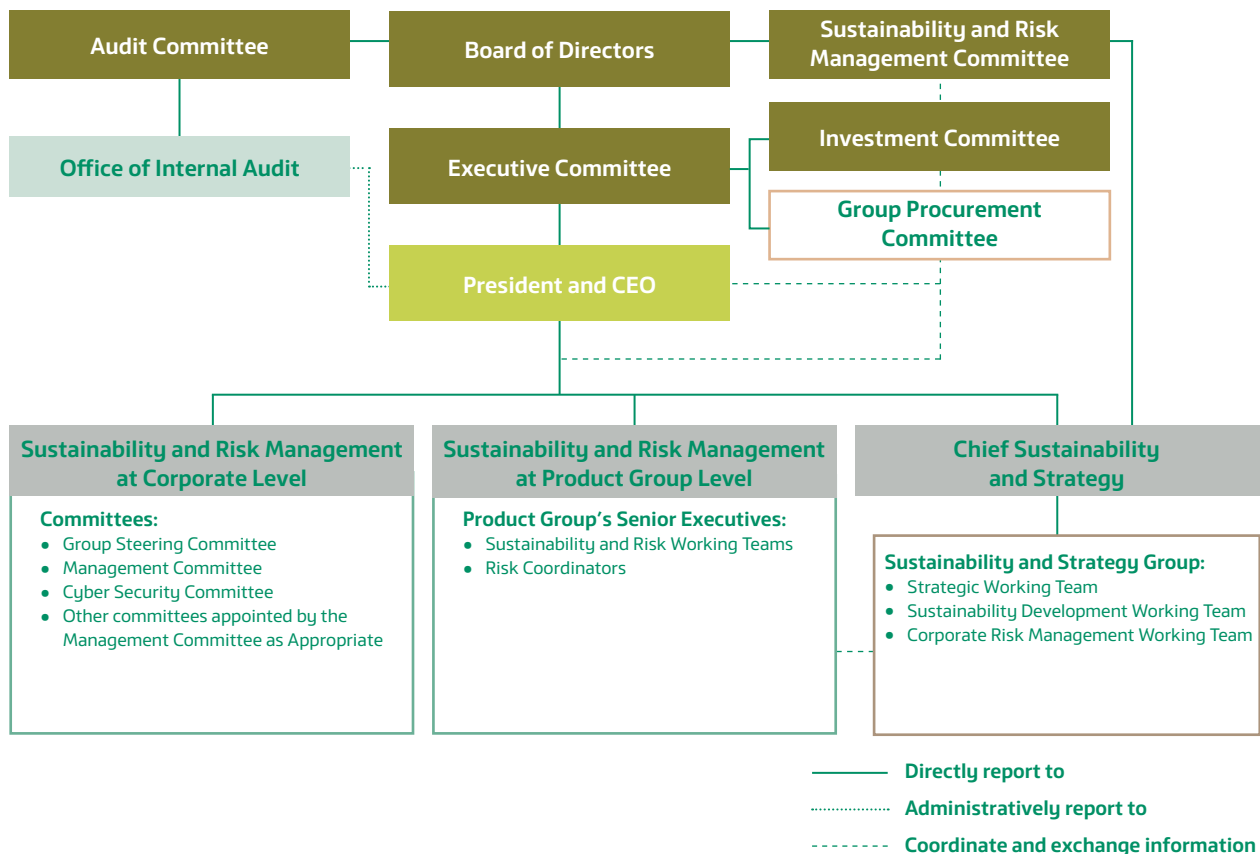 Audit Committee
Board of Directors
Sustainability and Risk
Management Committee
Office of Internal Audit
Executive Committee
Investment Committee
Group Procurement
Committee
President and CEO
Sustainability and Risk Management
at Corporate Level
Committees:
• Group Steering Committee
• Management Committee
• Cyber Security Committee
• Other committees appointed by the
Management Committee as Appropriate
Sustainability and Risk Management
at Product Group Level
Product Group's Senior Executives:
• Sustainability and Risk Working Teams
• Risk Coordinators
Chief Sustainability
and Strategy
Sustainability and Strategy Group:
• Strategic Working Team
• Sustainability Development Working Team
• Corporate Risk Management Working Team
Directly report to
Administratively report to
Coordinate and exchange information